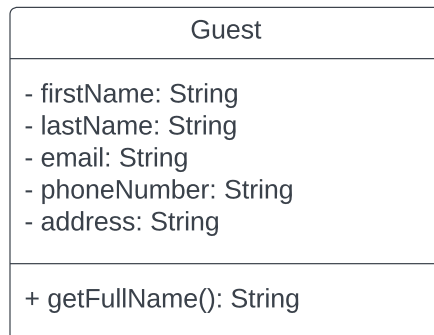 Guest
- firstName: String
- lastName: String
- email: String
- phoneNumber: String
- address: String
+ getFullName(): String